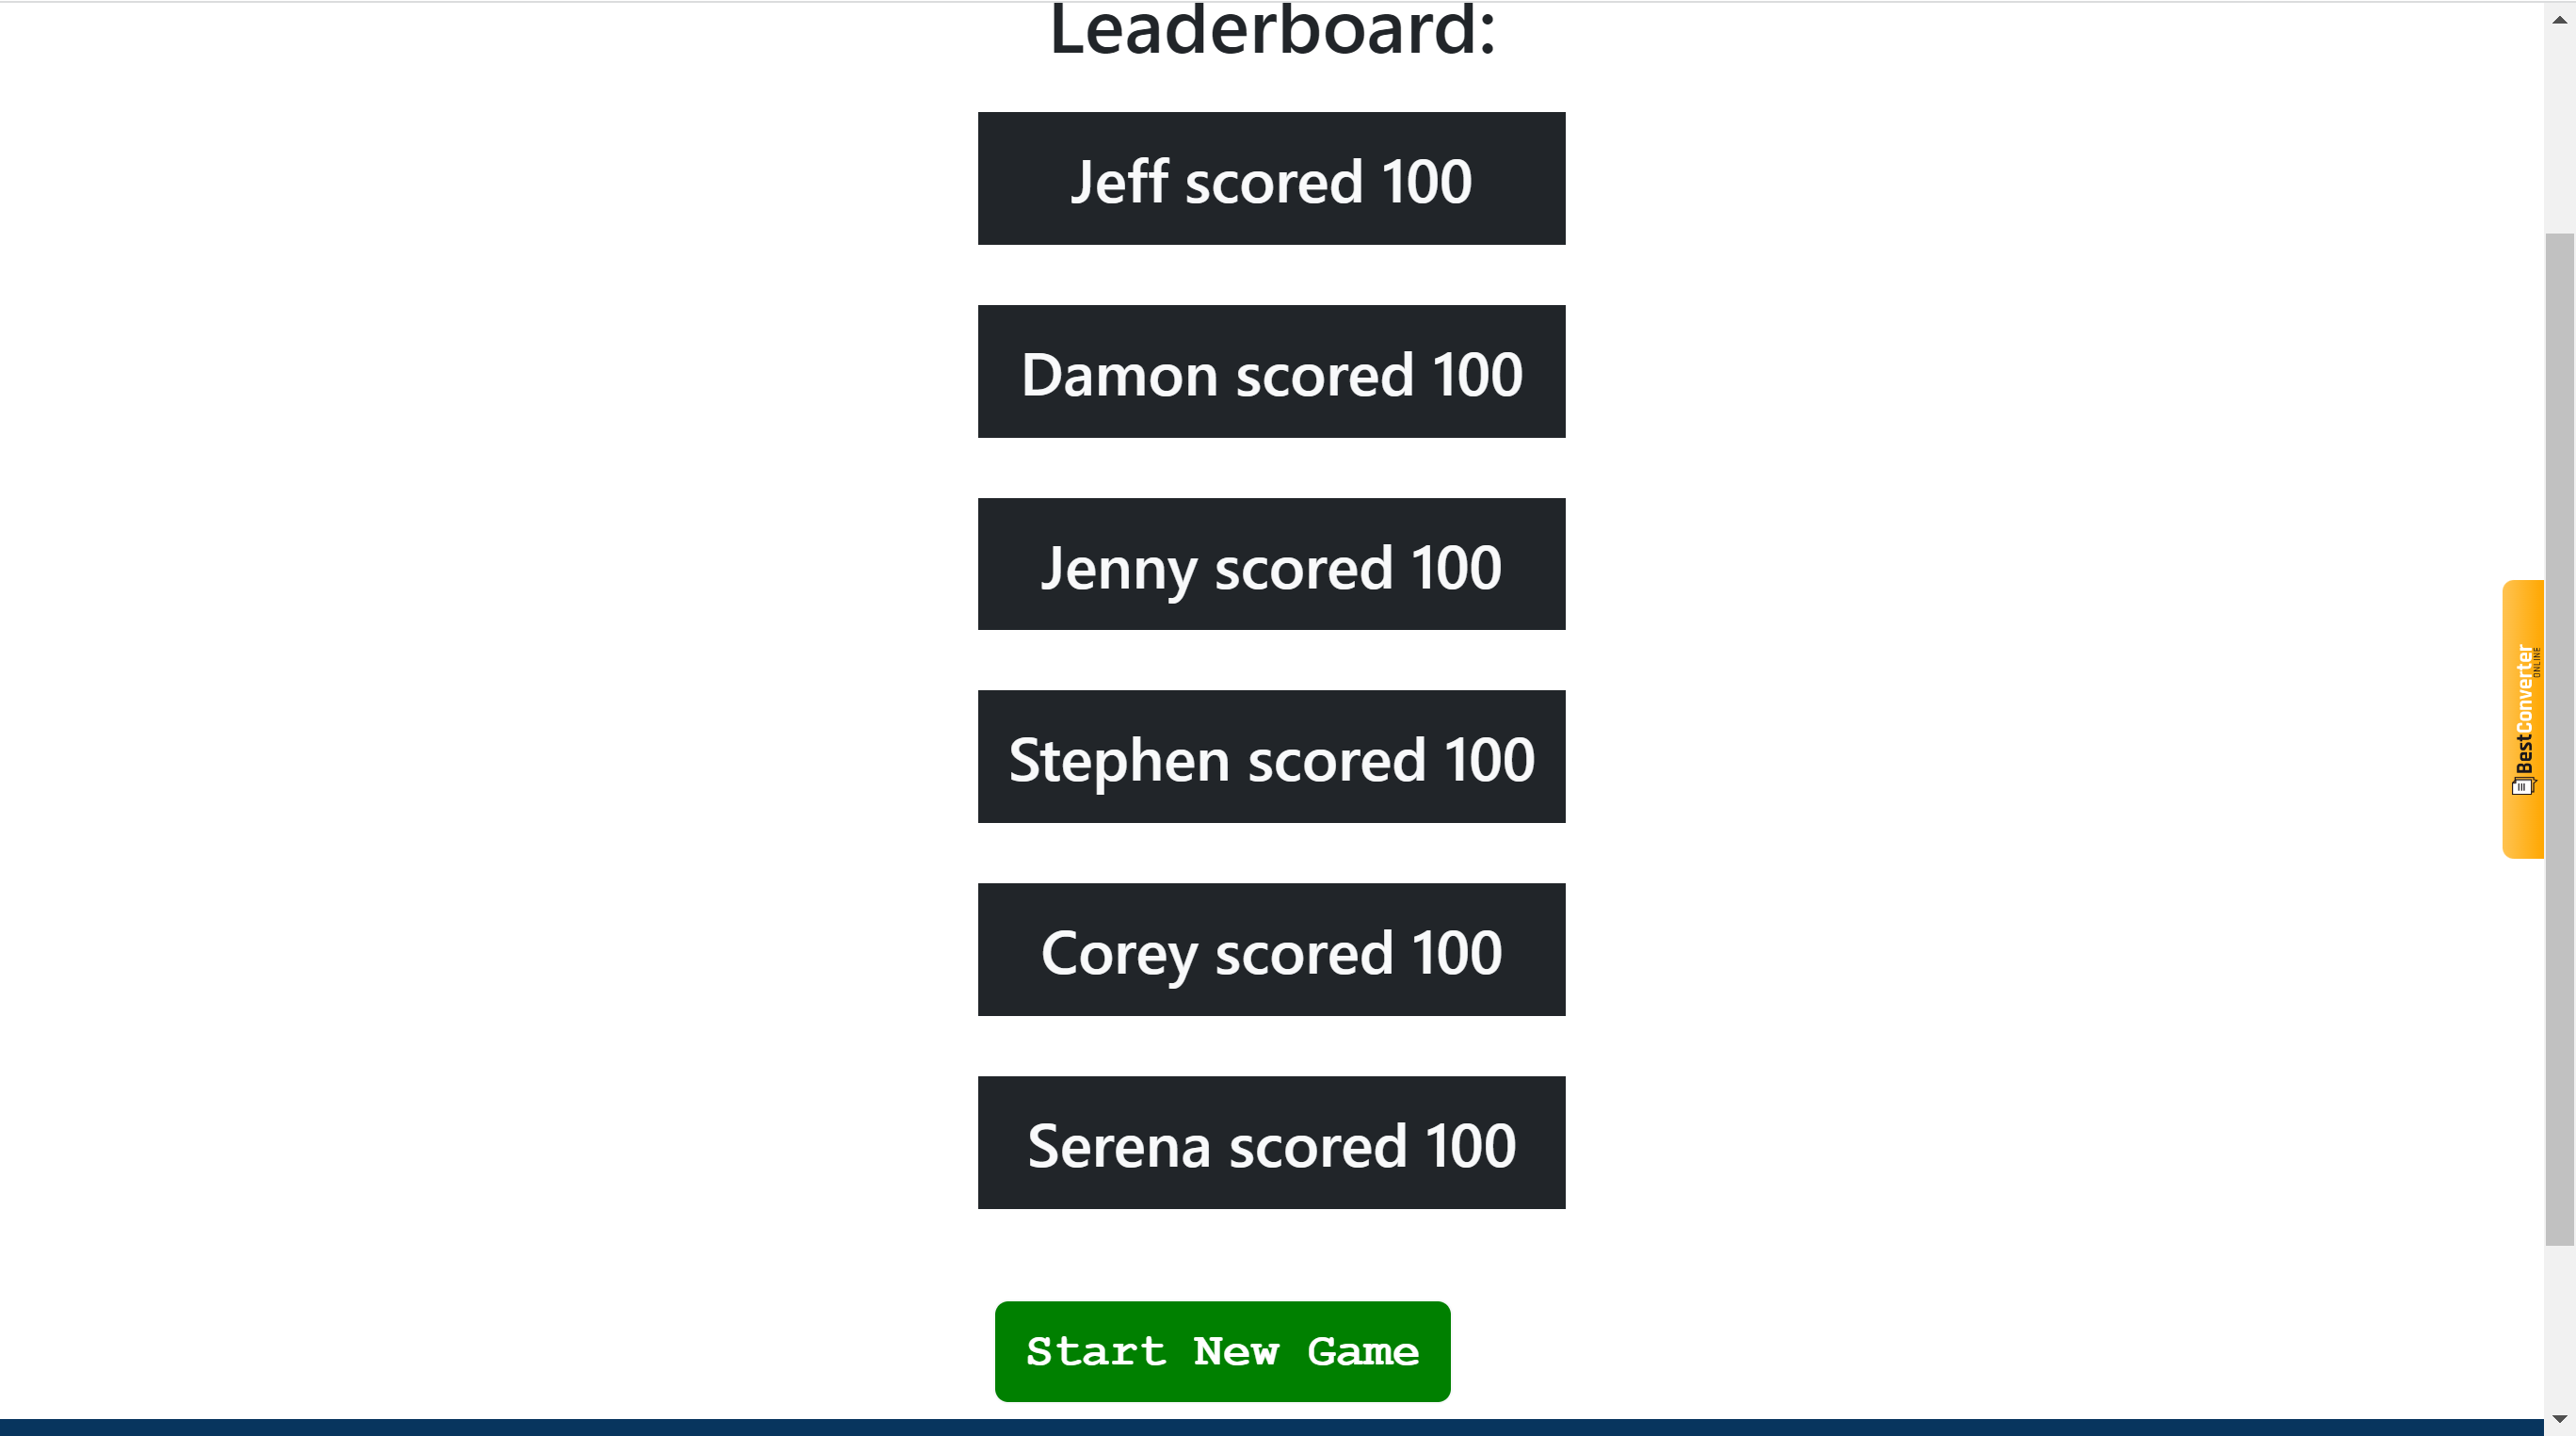 Leaderboard:
Jeff scored 100
Damon scored 100
Jenny scored 100
Stephen scored 100
Corey scored 100
Serena scored 100
Start New Game
BestConverter
ONLINE